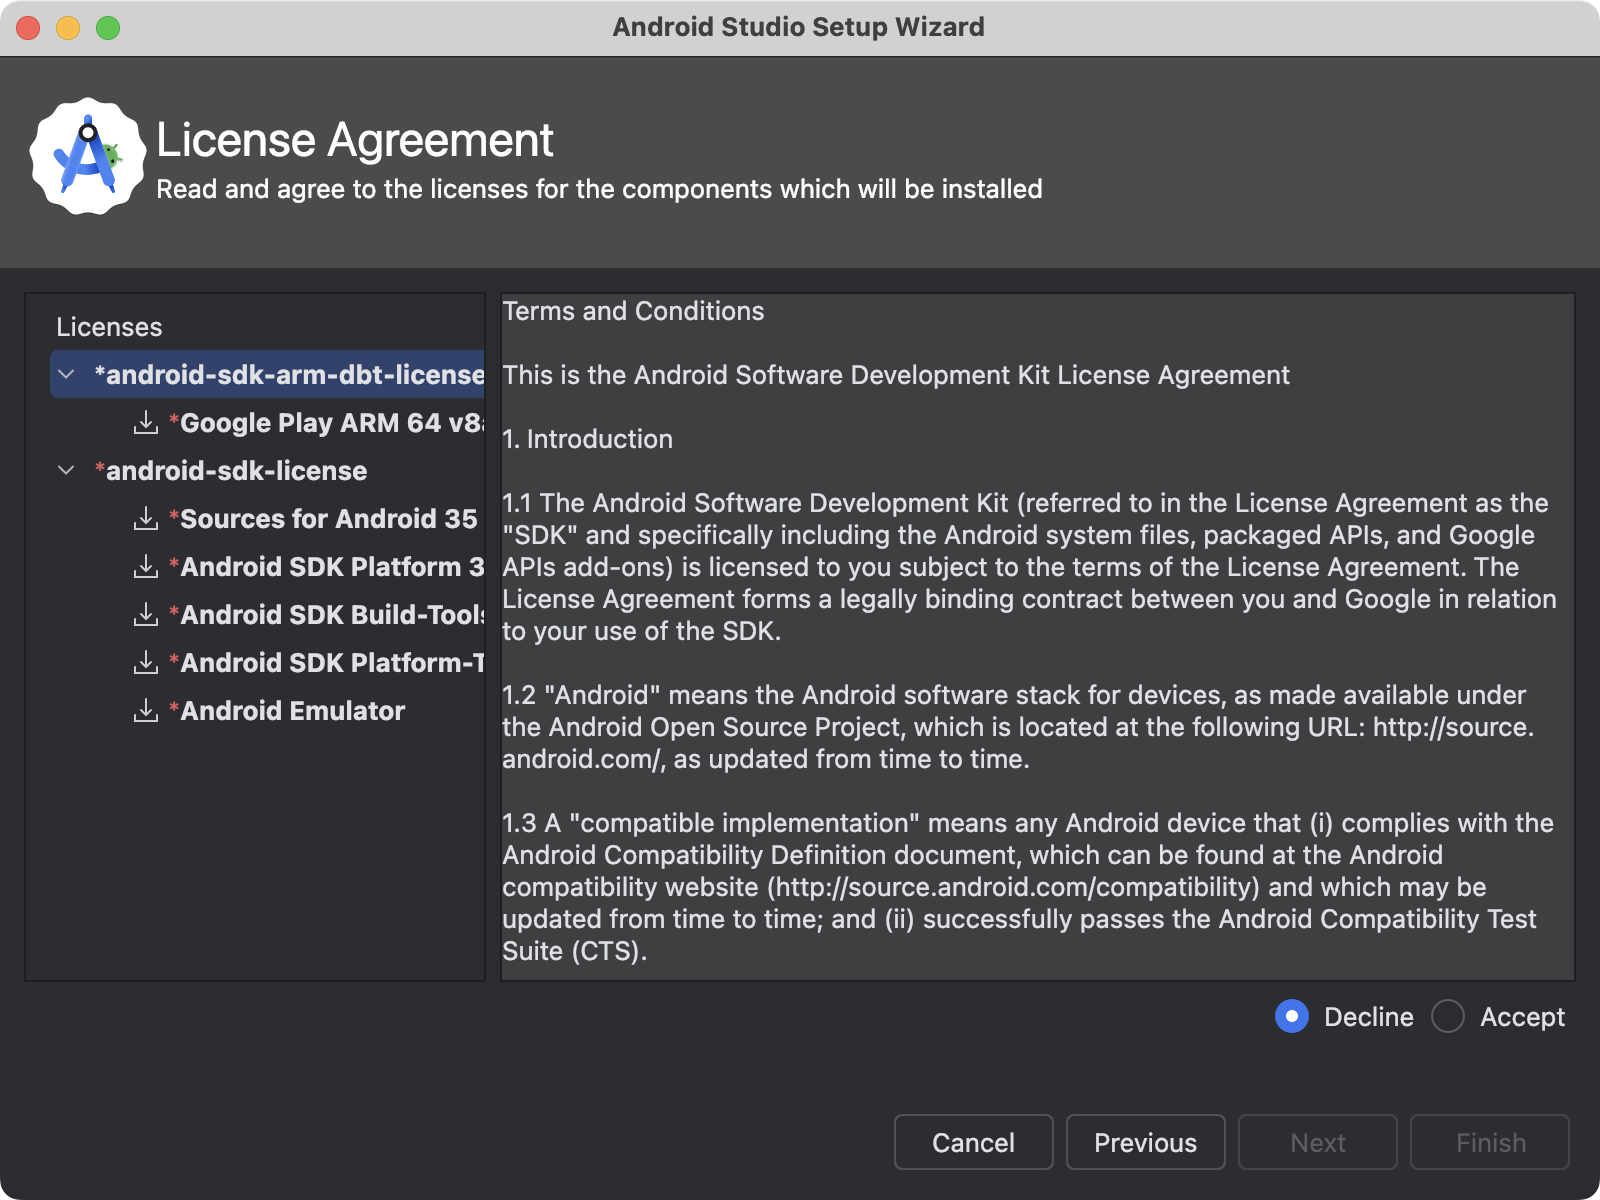 Android Studio Setup Wizard
License Agreement
Read and agree to the licenses for the components which will be installed
Licenses
*android-sdk-arm-dbt-license
*Google Play ARM 64 v8a
*android-sdk-license
*Sources for Android 35
*Android SDK Platform 3
*Android SDK Build-Tools
*Android SDK Platform-T
*Android Emulator
Terms and Conditions
This is the Android Software Development Kit License Agreement
1. Introduction
1.1 The Android Software Development Kit (referred to in the License Agreement as the
"SDK" and specifically including the Android system files, packaged APIs, and Google
APIs add-ons) is licensed to you subject to the terms of the License Agreement. The
License Agreement forms a legally binding contract between you and Google in relation
to your use of the SDK.
1.2 "Android" means the Android software stack for devices, as made available under
the Android Open Source Project, which is located at the following URL: http://source.
android.com/, as updated from time to time.
1.3 A "compatible implementation" means any Android device that (i) complies with the
Android Compatibility Definition document, which can be found at the Android
compatibility website (http://source.android.com/compatibility) and which may be
updated from time to time; and (ii) successfully passes the Android Compatibility Test
Suite (CTS).
Decline
Accept
Cancel
Previous
Next
Finish